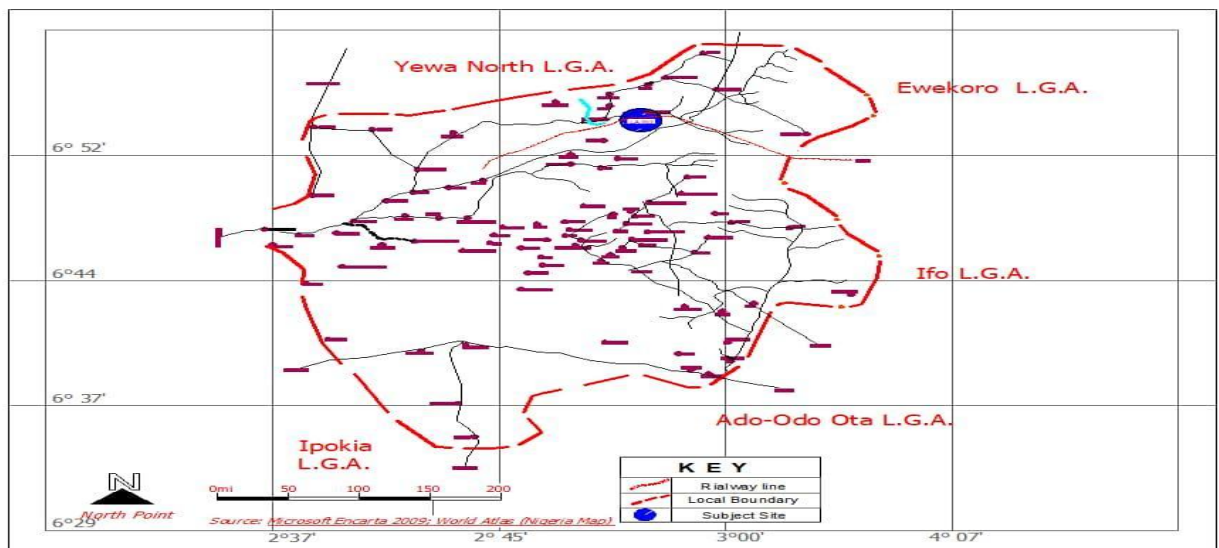 Yewa North L.G.A.
Ewekoro L.G.A.
6° 52'
6° 44
Ifo L.G.A.
6° 37'
Ado-Odo Ota L.G.A.
Ipokia
L.G.A.
N
North Point
0mi 50 100 150 200
Source: Microsoft Encarta 2009: World Atlas (Nigeria Map)
KEY
Rialway line
Local Boundary
Subject Site
6° 29
2°37' 2° 45' 3° 00' 4° 07'